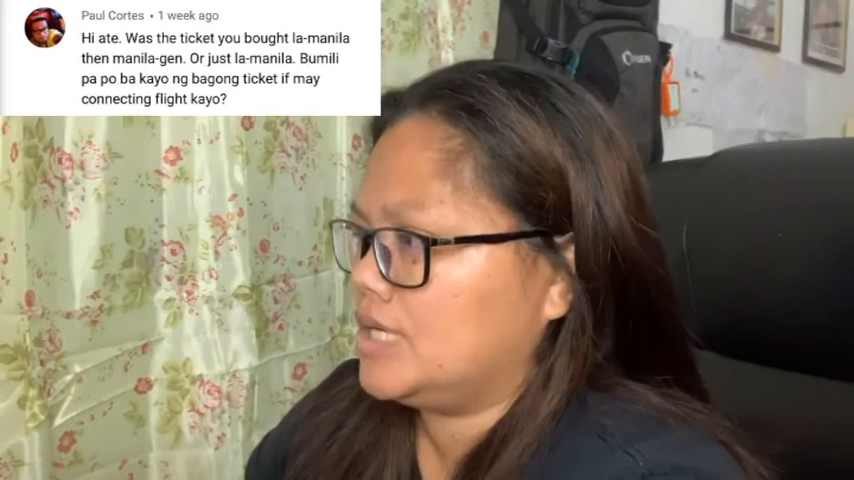 Paul Cortes • 1 week ago
Hi ate. Was the ticket you bought la-manila
then manila-gen. Or just la-manila. Bumili
pa po ba kayo ng bagong ticket if may
connecting flight kayo?